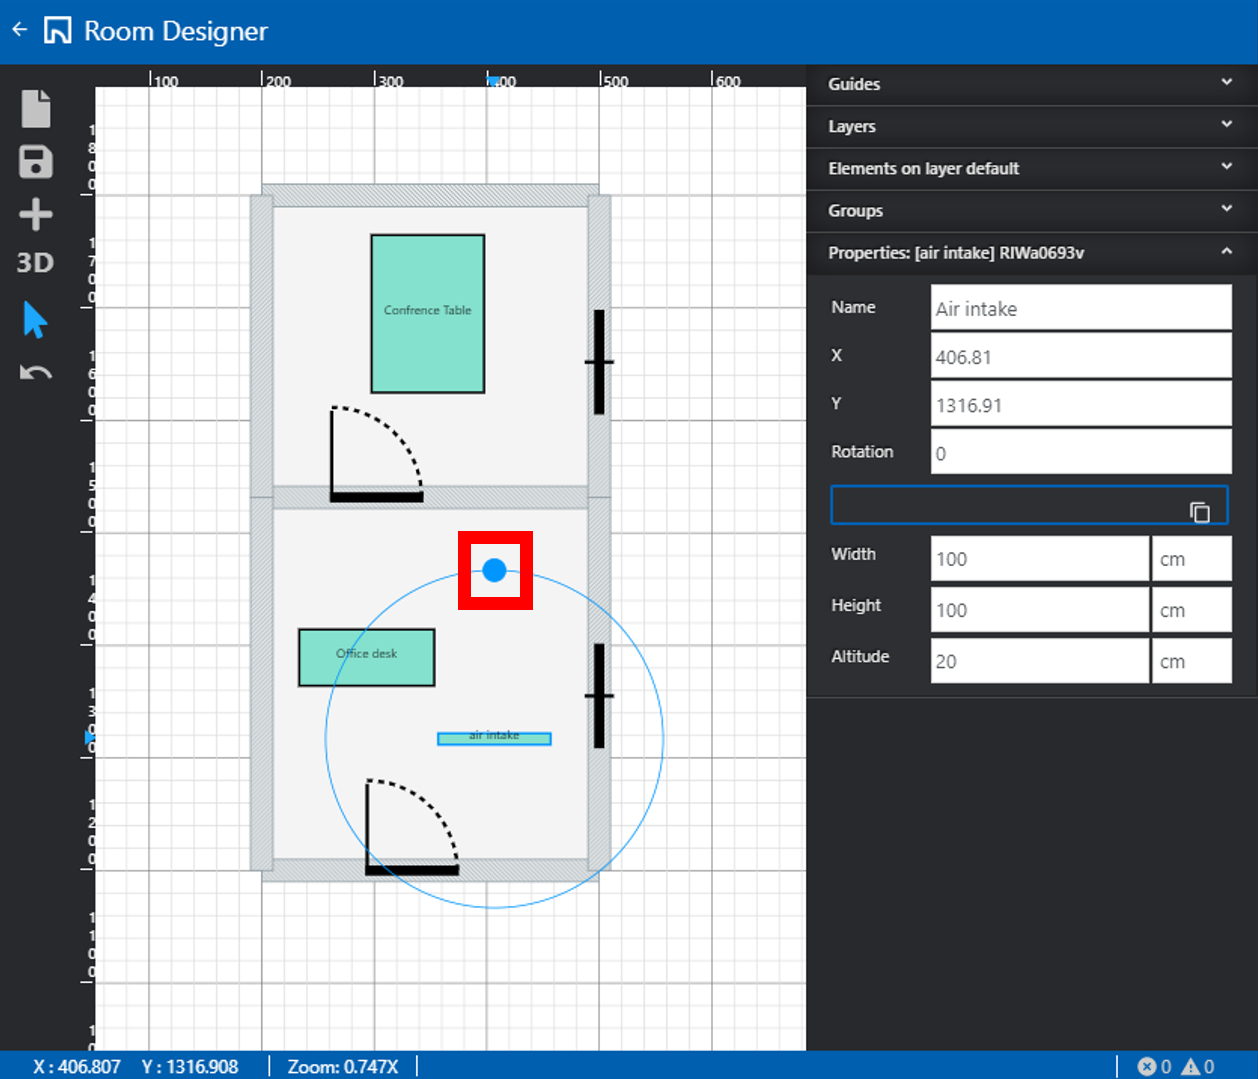 Room Designer
100 200 300 400 500 600
1800
1700
1600
1500
1400
1300
1200
1100
10
3D
Confrence Table
Office desk
air intake
Guides
Layers
Elements on layer default
Groups
Properties: [air intake] RlWa0693v
Name Air intake
X 406.81
Y 1316.91
Rotation 0
Width 100 cm
Height 100 cm
Altitude 20 cm
X : 406.807 Y : 1316.908 Zoom: 0.747X 0 0